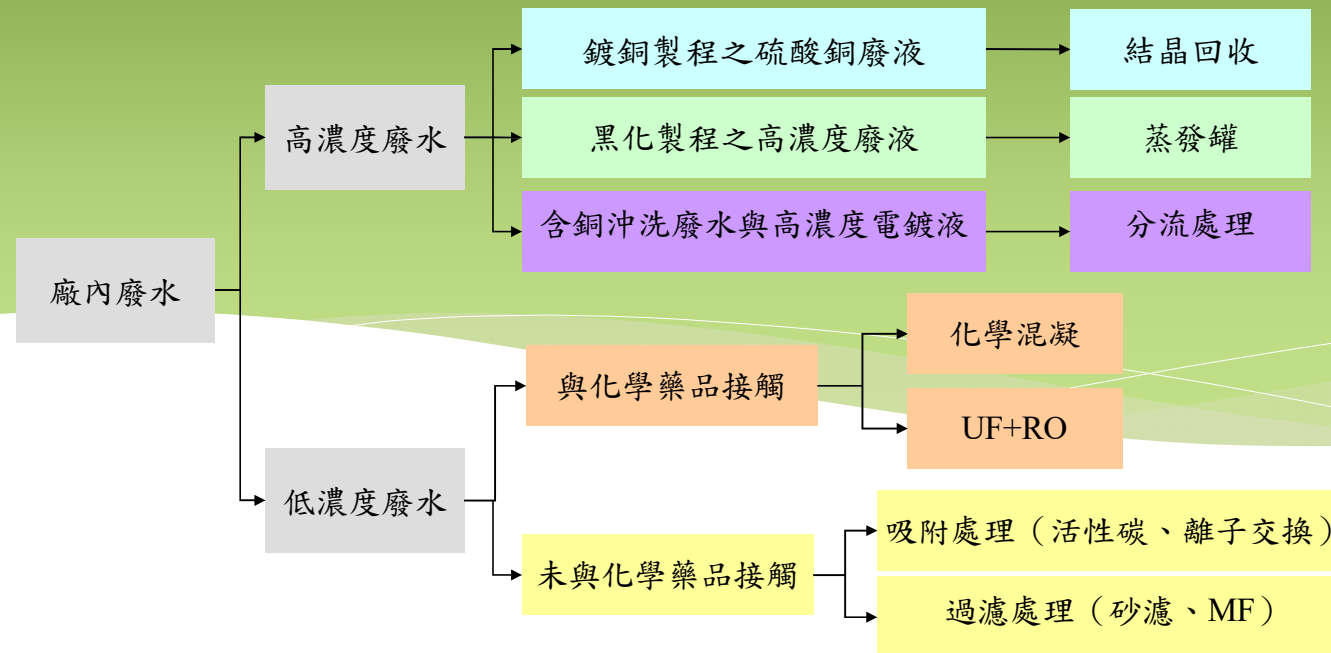 鍍銅製程之硫酸銅廢液
結晶回收
高濃度廢水
黑化製程之高濃度廢液
蒸發罐
含銅沖洗廢水與高濃度電鍍液
分流處理
廠內廢水
化學混凝
與化學藥品接觸
UF+RO
低濃度廢水
吸附處理（活性碳、離子交換）
未與化學藥品接觸
過濾處理（砂濾、MF）